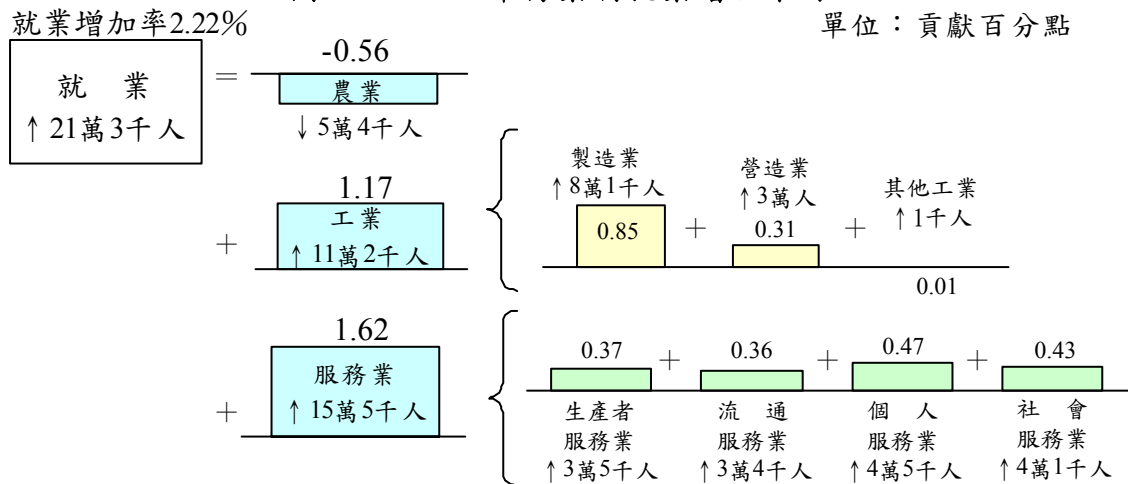 就業增加率2.22%
單位：貢獻百分點
就 業
↑ 21萬3千人
=
-0.56
農業
↓ 5萬4千人
+
1.17
工業
↑ 11萬2千人
製造業
↑8萬1千人
0.85
+
營造業
↑3萬人
0.31
+
其他工業
↑1千人
0.01
+
1.62
服務業
↑ 15萬5千人
0.37
+
0.36
+
0.47
+
0.43
生產者
服務業
↑3萬5千人
流 通
服務業
↑3萬4千人
個 人
服務業
↑4萬5千人
社 會
服務業
↑4萬1千人